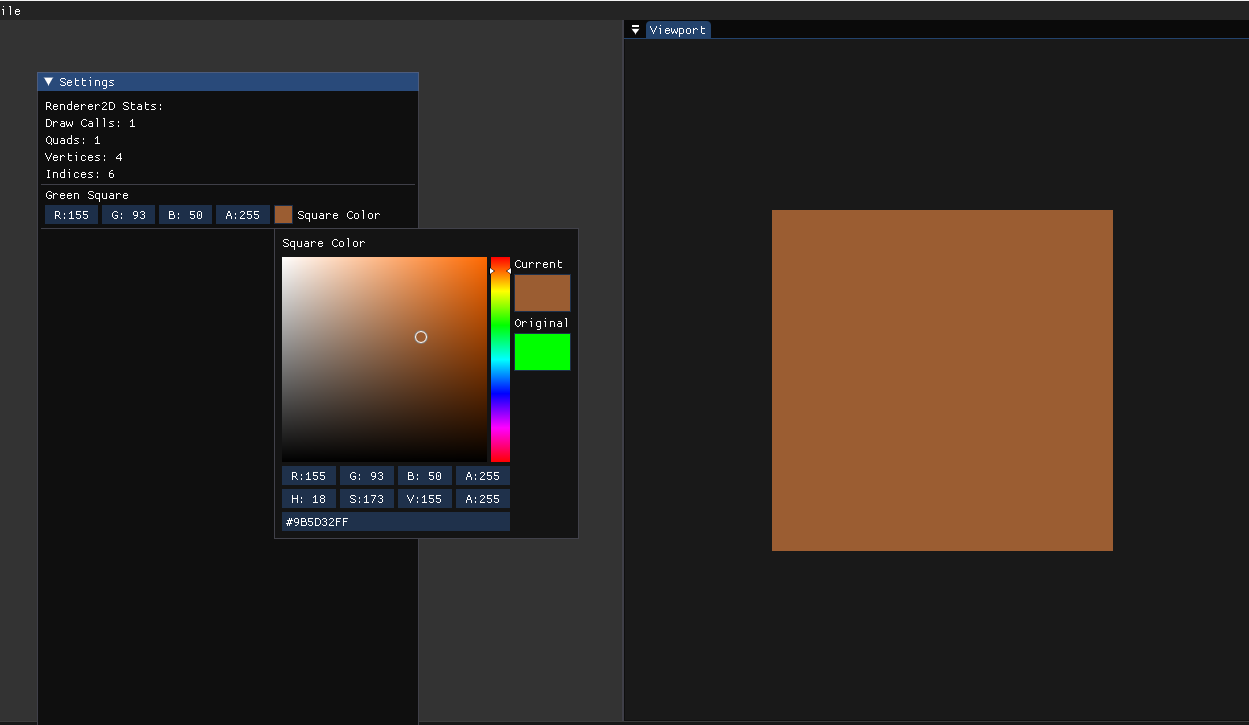 ile
Viewport
Settings
Renderer2D Stats:
Draw Calls: 1
Quads: 1
Vertices: 4
Indices: 6
Green Square
R:155 G: 93 B: 50 A:255 Square Color
Square Color
Current
Original
R:155 G: 93 B: 50 A:255
H: 18 S:173 V:155 A:255
#9B5D32FF